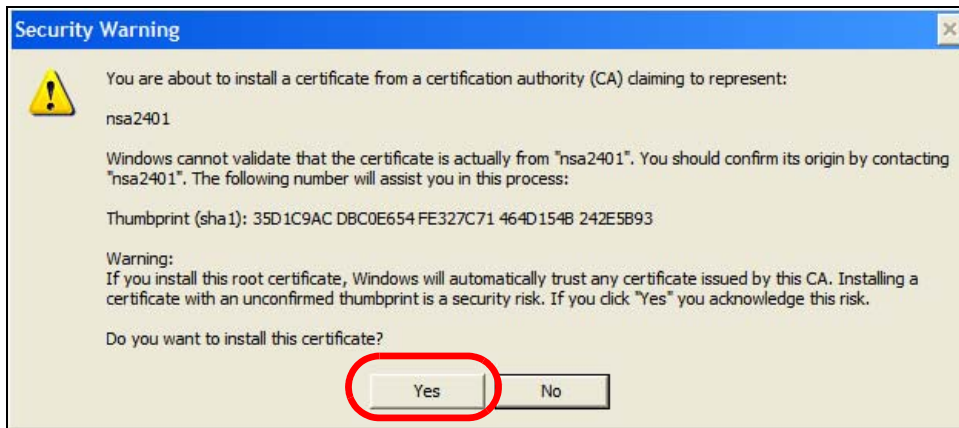 Security Warning
You are about to install a certificate from a certification authority (CA) claiming to represent:
nsa2401
Windows cannot validate that the certificate is actually from "nsa2401". You should confirm its origin by contacting
"nsa2401". The following number will assist you in this process:
Thumbprint (sha1): 35D1C9AC DBC0E654 FE327C71 464D154B 242E5B93
Warning:
If you install this root certificate, Windows will automatically trust any certificate issued by this CA. Installing a
certificate with an unconfirmed thumbprint is a security risk. If you click "Yes" you acknowledge this risk.
Do you want to install this certificate?
Yes No